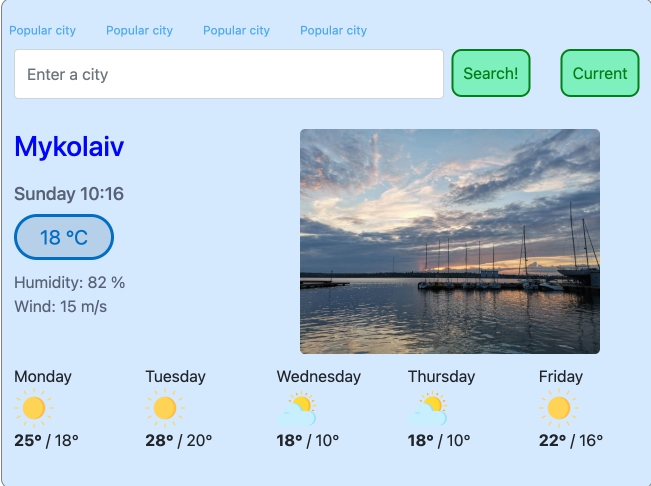 Popular city Popular city Popular city Popular city
Enter a city Search! Current
Mykolaiv
Sunday 10:16
18 °C
Humidity: 82 %
Wind: 15 m/s
Monday Tuesday Wednesday Thursday Friday
25° / 18° 28° / 20° 18° / 10° 18° / 10° 22° / 16°